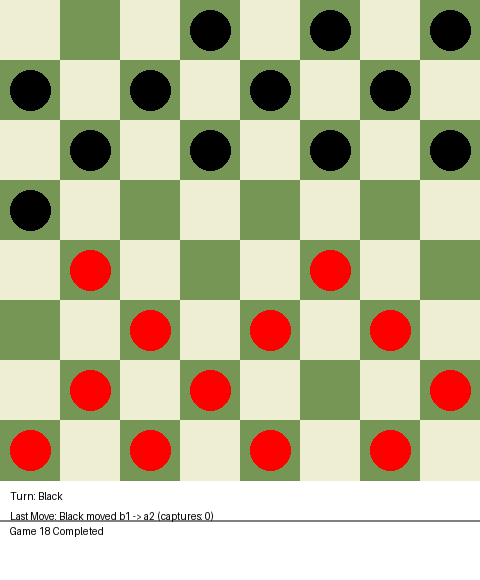 Turn: Black
Last Move: Black moved b1 -> a2 (captures: 0)
Game 18 Completed